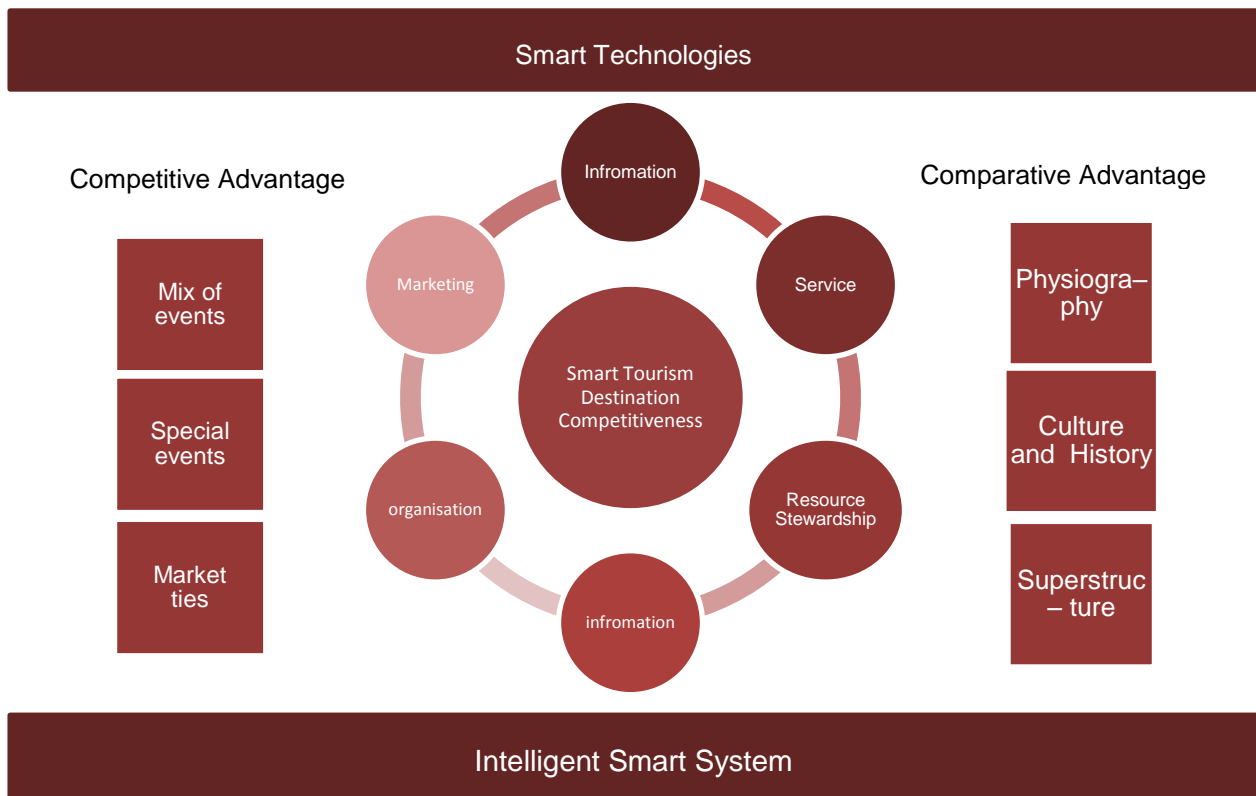 Smart Technologies
Competitive Advantage
Mix of
events
Special
events
Market
ties
Infromation
Marketing
Service
Smart Tourism
Destination
Competitiveness
organisation
Resource
Stewardship
infromation
Comparative Advantage
Physiogra–
phy
Culture
and History
Superstruc
– ture
Intelligent Smart System